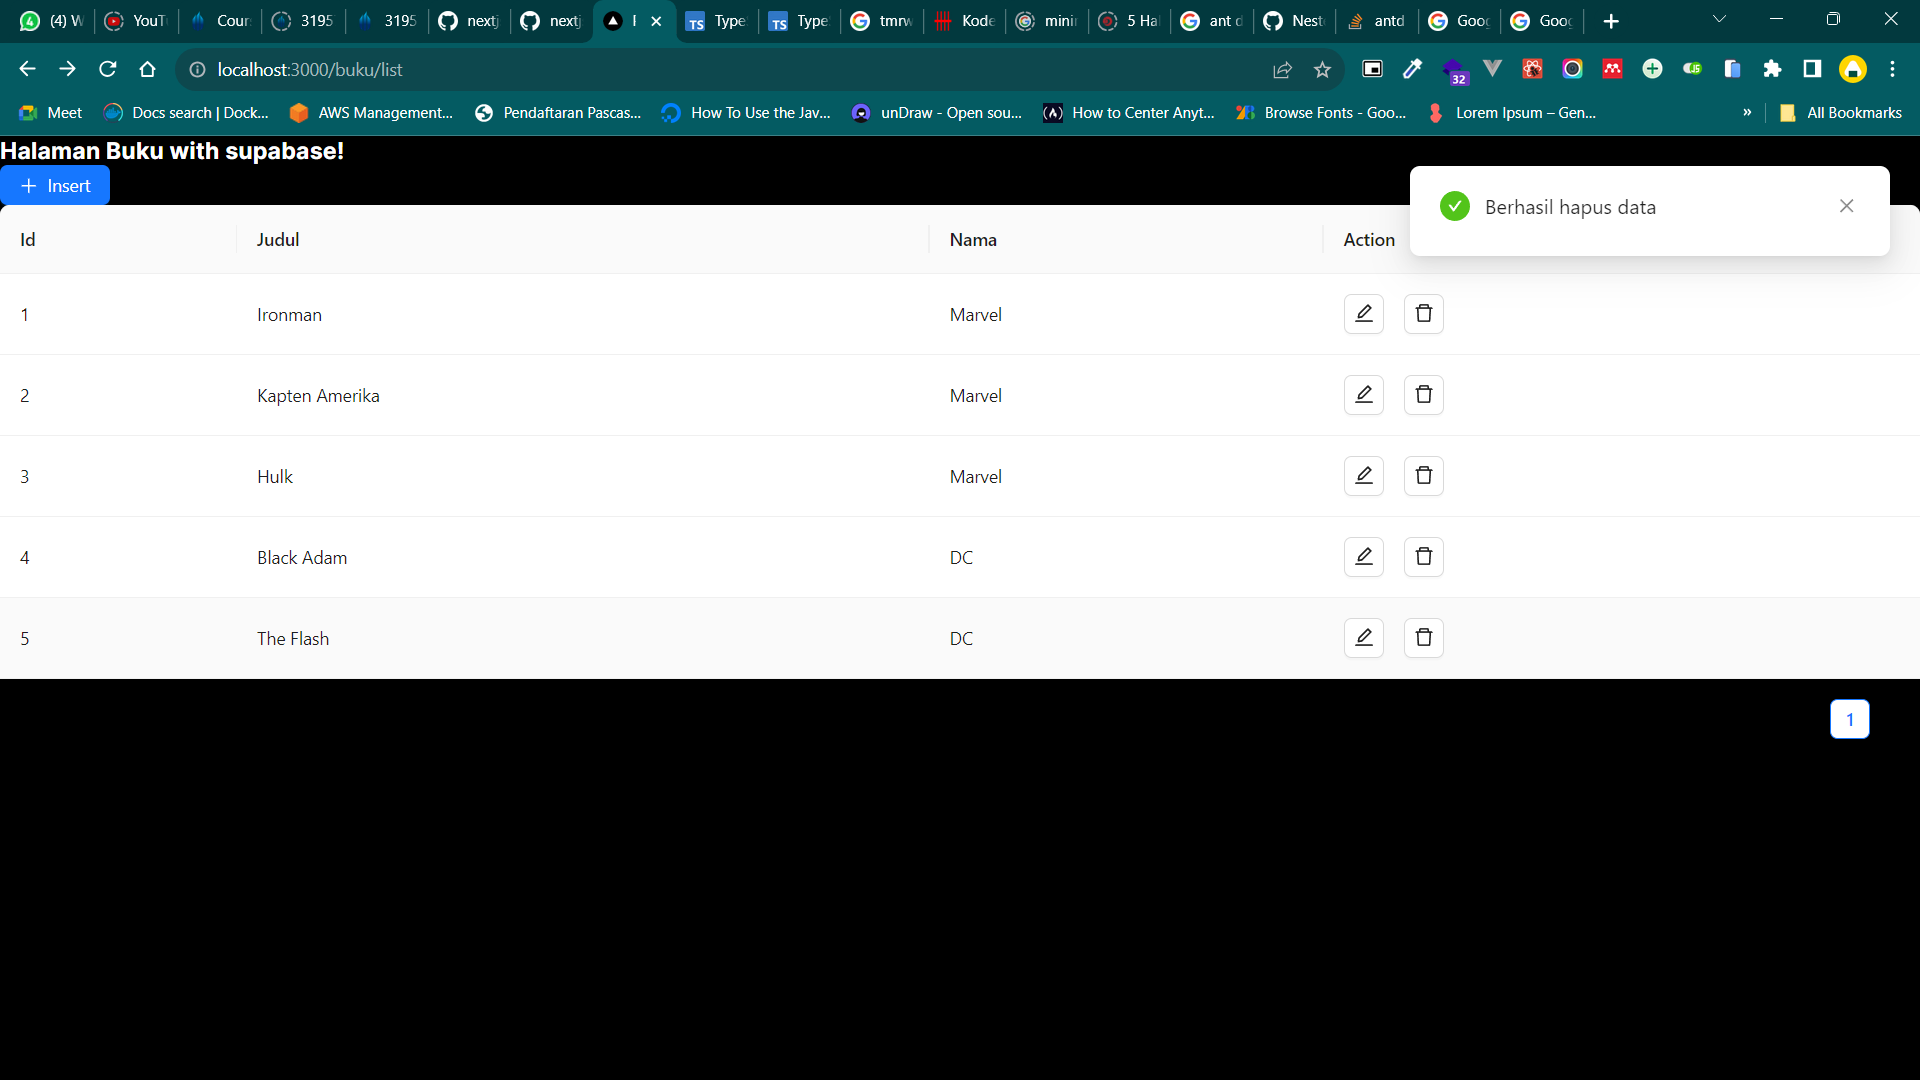 (4) W YouT Cour 3195 3195 nextj nextj Type Type tmrw Kode mini 5 Hal ant d Nest antd Goog Goog
localhost:3000/buku/list
32
Meet Docs search | Dock... AWS Management... Pendaftaran Pascas... How To Use the Jav... unDraw - Open sou... How to Center Anyt... Browse Fonts - Goo... Lorem Ipsum – Gen... » All Bookmarks
Halaman Buku with supabase!
+ Insert
Berhasil hapus data
Id Judul Nama Action
1 Ironman Marvel
2 Kapten Amerika Marvel
3 Hulk Marvel
4 Black Adam DC
5 The Flash DC
1